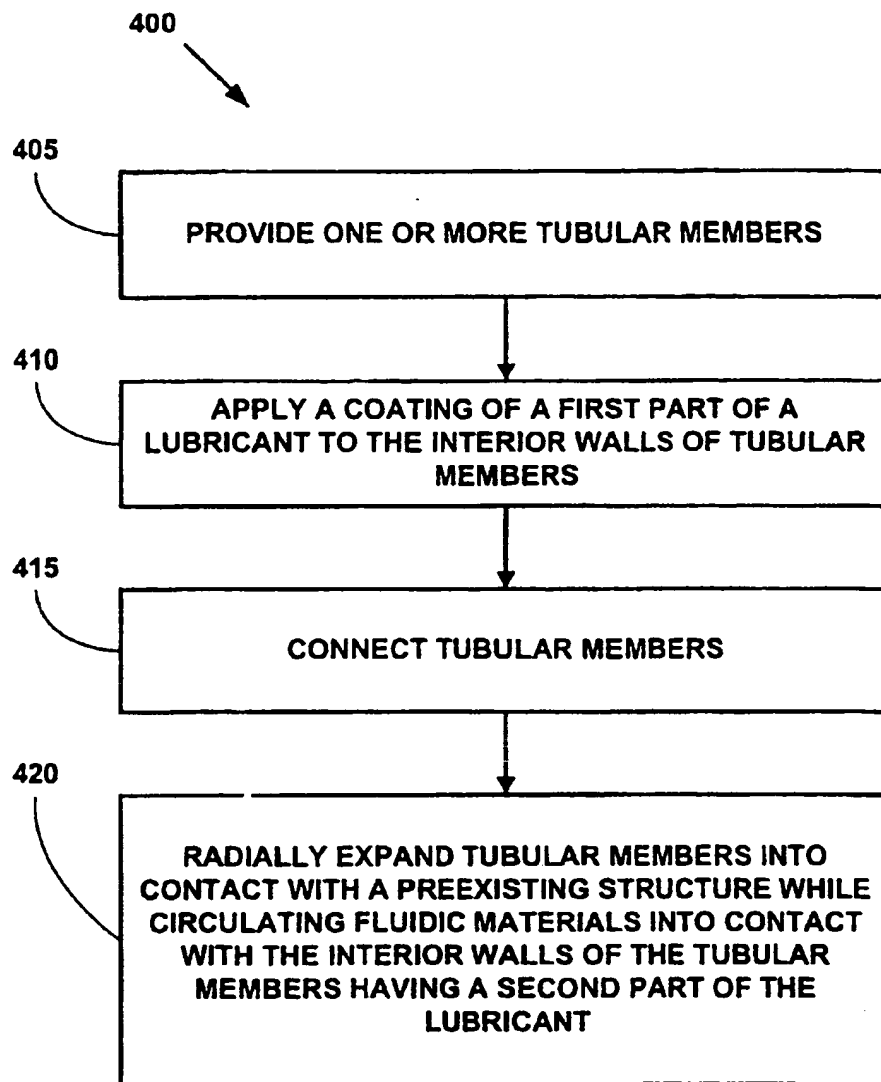 400
405
PROVIDE ONE OR MORE TUBULAR MEMBERS
410
APPLY A COATING OF A FIRST PART OF A
LUBRICANT TO THE INTERIOR WALLS OF TUBULAR
MEMBERS
415
CONNECT TUBULAR MEMBERS
420
RADIALLY EXPAND TUBULAR MEMBERS INTO
CONTACT WITH A PREEXISTING STRUCTURE WHILE
CIRCULATING FLUIDIC MATERIALS INTO CONTACT
WITH THE INTERIOR WALLS OF THE TUBULAR
MEMBERS HAVING A SECOND PART OF THE
LUBRICANT